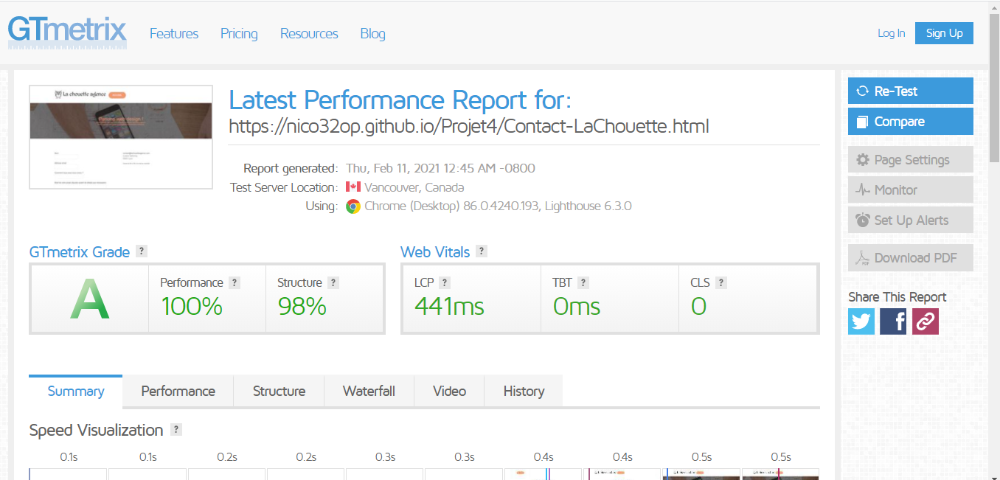 GTmetrix
Features Pricing Resources Blog
Log In Sign Up
La chouette agence
Latest Performance Report for:
https://nico32op.github.io/Projet4/Contact-LaChouette.html
Report generated: Thu, Feb 11, 2021 12:45 AM -0800
Test Server Location: Vancouver, Canada
Using: Chrome (Desktop) 86.0.4240.193, Lighthouse 6.3.0
Re-Test
Compare
Page Settings
Monitor
Set Up Alerts
PDF Download PDF
Share This Report
GTmetrix Grade ?
A
Performance ?
100%
Structure ?
98%
Web Vitals ?
LCP ?
441ms
TBT ?
0ms
CLS ?
0
Summary Performance Structure Waterfall Video History
Speed Visualization ?
0.1s 0.1s 0.2s 0.2s 0.3s 0.3s 0.4s 0.4s 0.5s 0.5s